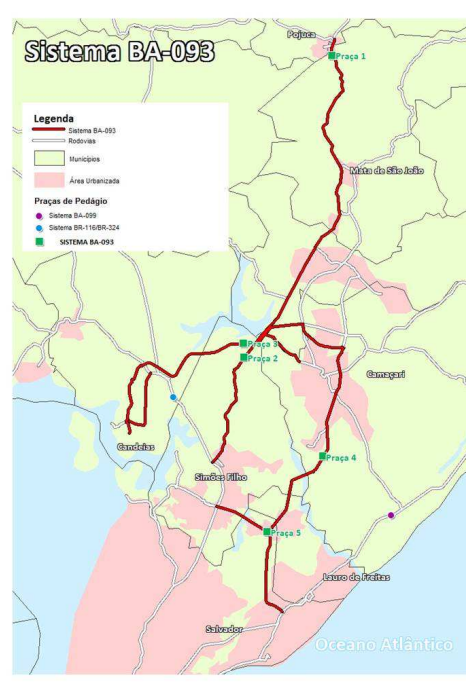 Pojuca
Sistema BA-093
Praça 1
Legenda
Sistema BA-093
Rodovias
Municípios
Área Urbanizada
Praças de Pedágio
Sistema BA-099
Sistema BR-116/BR-324
SISTEMA BA-093
Mata de São João
Praça 3
Praça 2
Camaçari
Candeias
Praça 4
Simões Filho
Praça 5
Lauro de Freitas
Salvador
Oceano Atlântico